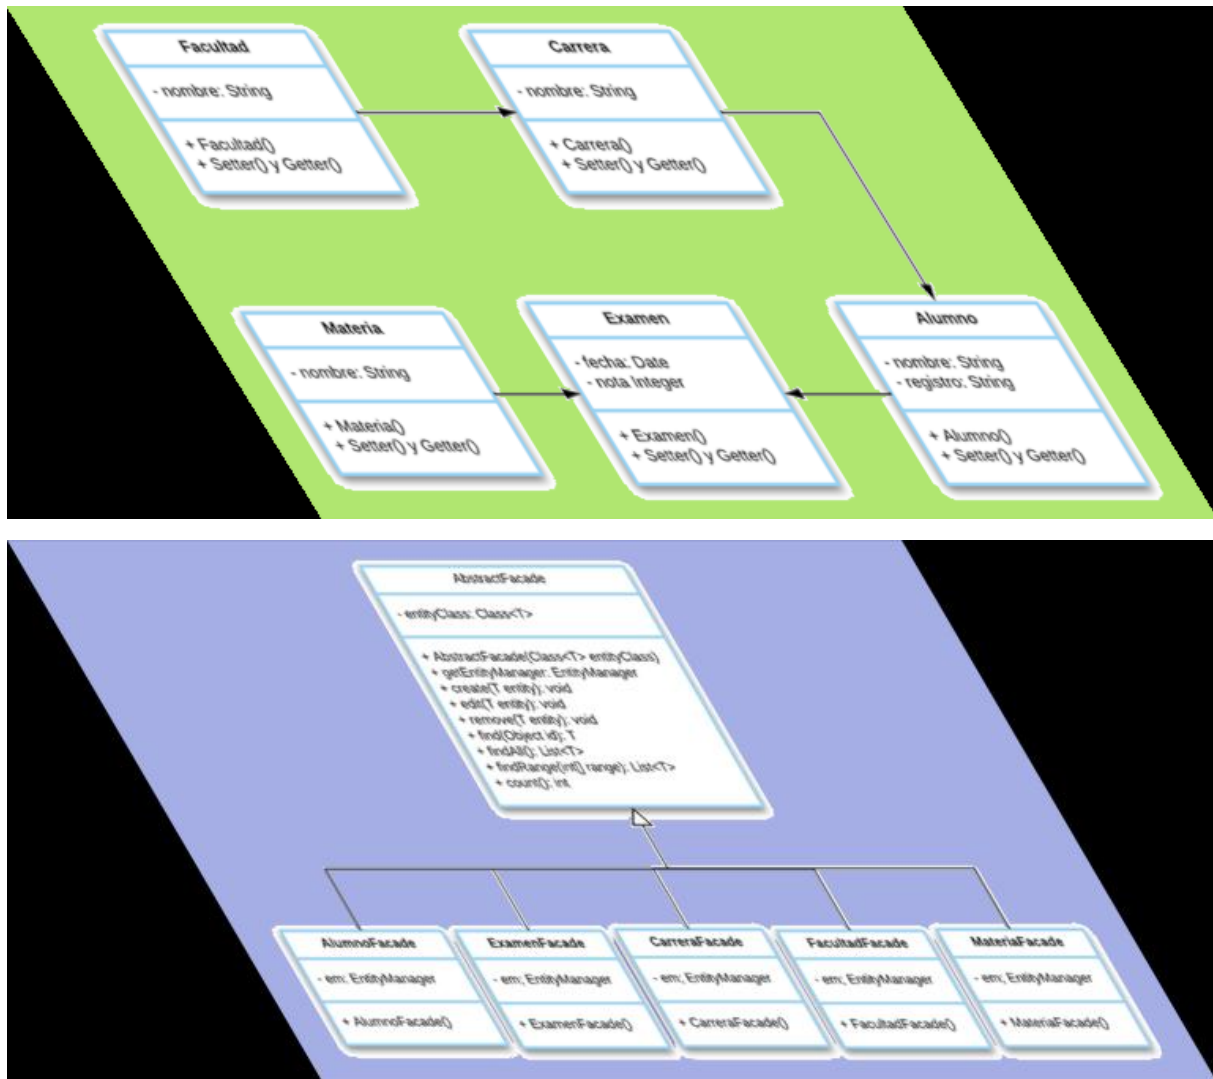 Facultad
- nombre: String
+ Facultad()
+ Setter() y Getter()
Carrera
- nombre: String
+ Carrera()
+ Setter() y Getter()
Materia
- nombre: String
+ Materia()
+ Setter() y Getter()
Examen
- fecha: Date
- nota Integer
+ Examen()
+ Setter() y Getter()
Alumno
- nombre: String
- registro: String
+ Alumno()
+ Setter() y Getter()
AbstractFacade
- entityClass: Class<T>
+ AbstractFacade(Class<T> entityClass)
+ getEntityManager: EntityManager
+ create(T entity): void
+ edit(T entity): void
+ remove(T entity): void
+ find(Object id): T
+ findAll(): List<T>
+ findRange(int[] range): List<T>
+ count(): int
AlumnoFacade
- em: EntityManager
+ AlumnoFacade()
ExamenFacade
- em; EntityManager
+ ExamenFacade()
CarreraFacade
- em; EntityManager
+ CarreraFacade()
FacultadFacade
- em; EntityManager
+ FacultadFacade()
MateriaFacade
- em; EntityManager
+ MateriaFacade()